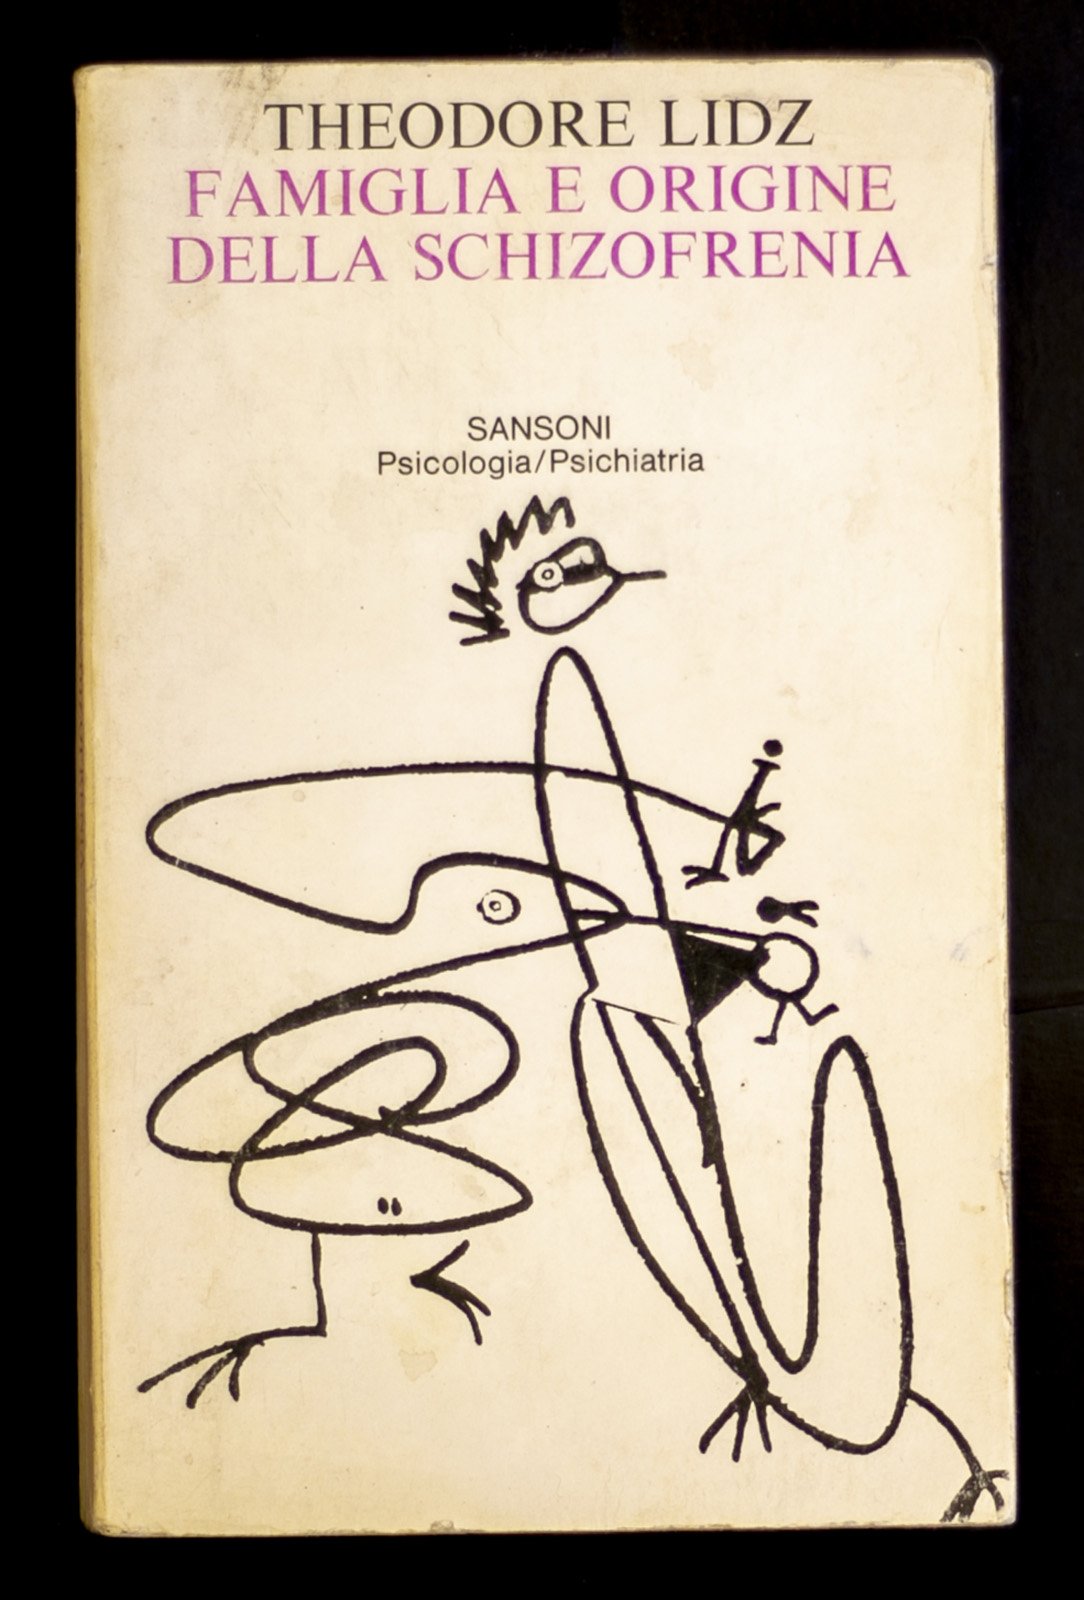 THEODORE LIDZ
FAMIGLIA E ORIGINE
DELLA SCHIZOFRENIA
SANSONI
Psicologia/Psichiatria